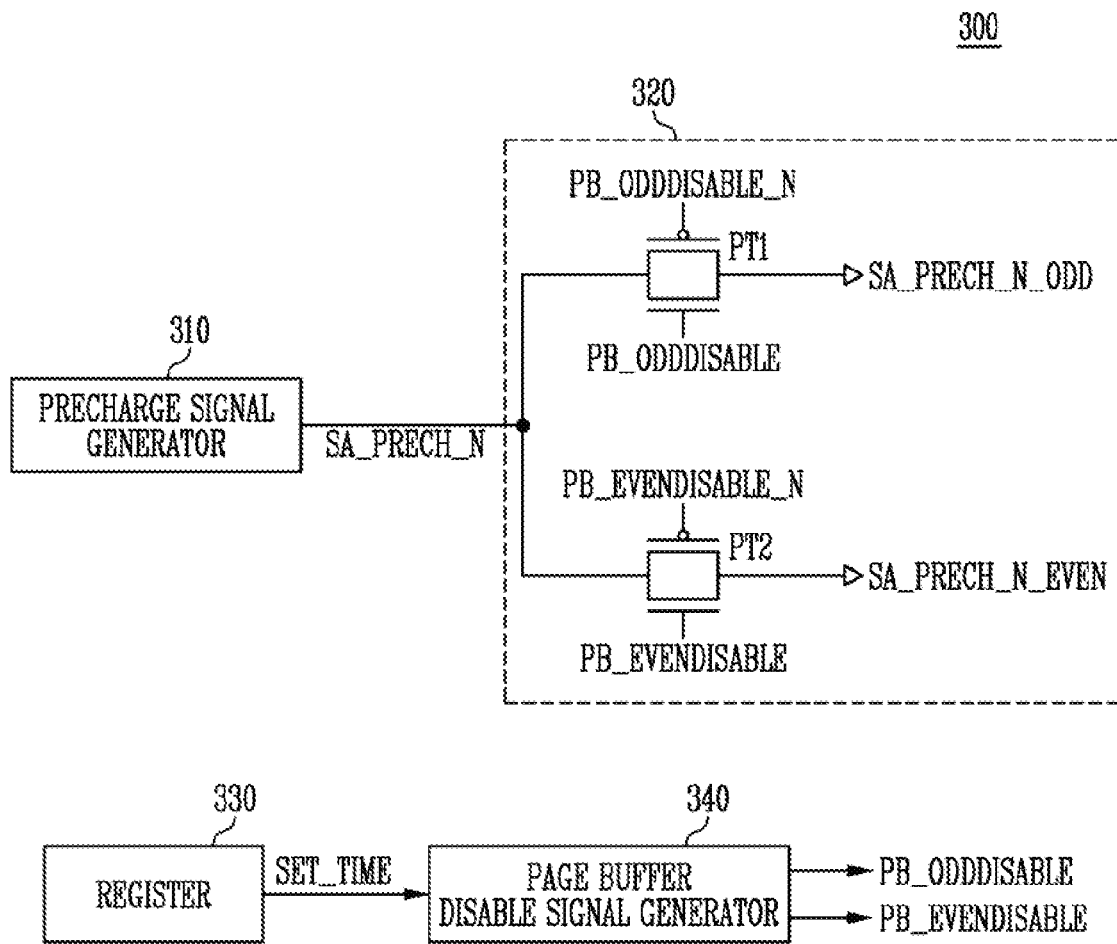 300
320
PB_ODDDISABLE_N
PT1
SA_PRECH_N_ODD
PB_ODDDISABLE
310
PRECHARGE SIGNAL
GENERATOR
SA_PRECH_N
PB_EVENDISABLE_N
PT2
SA_PRECH_N_EVEN
PB_EVENDISABLE
330
REGISTER
SET_TIME
340
PAGE BUFFER
DISABLE SIGNAL GENERATOR
PB_ODDDISABLE
PB_EVENDISABLE